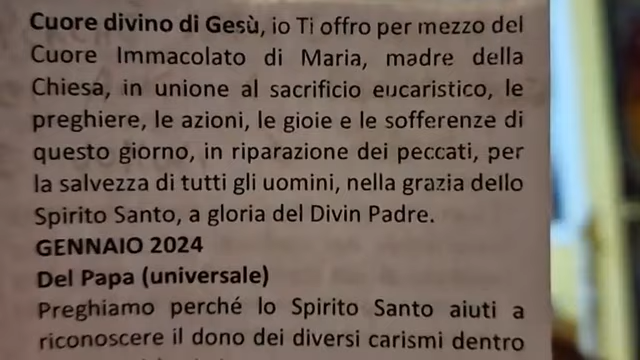 Cuore divino di Gesù, io Ti offro per mezzo del
Cuore Immacolato di Maria, madre della
Chiesa, in unione al sacrificio eucaristico, le
preghiere, le azioni, le gioie e le sofferenze di
questo giorno, in riparazione dei peccati, per
la salvezza di tutti gli uomini, nella grazia dello
Spirito Santo, a gloria del Divin Padre.
GENNAIO 2024
Del Papa (universale)
Preghiamo perché lo Spirito Santo aiuti a
riconoscere il dono dei diversi carismi dentro